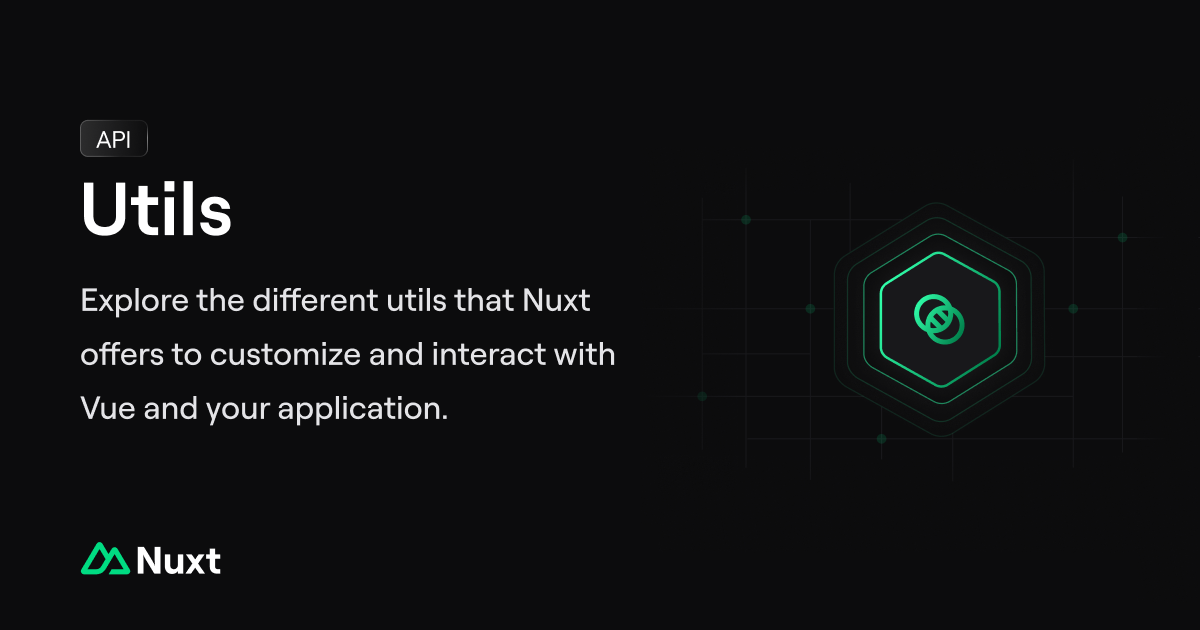 API
Utils
Explore the different utils that Nuxt
offers to customize and interact with
Vue and your application.
Nuxt